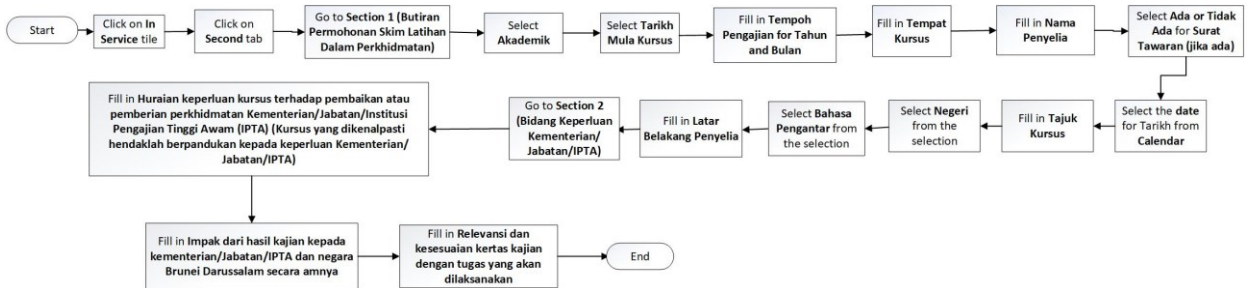 Start
Click on In
Service tile
Click on
Second tab
Go to Section 1 (Butiran
Permohonan Skim Latihan
Dalam Perkhidmatan)
Select
Akademik
Select Tarikh
Mula Kursus
Fill in Tempoh
Pengajian for Tahun
and Bulan
Fill in Tempat
Kursus
Fill in Nama
Penyelia
Select Ada or Tidak
Ada for Surat
Tawaran (jika ada)
Select the date
for Tarikh from
Calendar
Fill in Tajuk
Kursus
Select Negeri
from the
selection
Select Bahasa
Pengantar from
the selection
Fill in Latar
Belakang Penyelia
Go to Section 2
(Bidang Keperluan
Kementerian/
Jabatan/IPTA)
Fill in Huraian keperluan kursus terhadap pembaikan atau
pemberian perkhidmatan Kementerian/Jabatan/Institusi
Pengajian Tinggi Awam (IPTA) (Kursus yang dikenalpasti
hendaklah berpandukan kepada keperluan Kementerian/
Jabatan/IPTA)
Fill in Impak dari hasil kajian kepada
kementerian/Jabatan/IPTA dan negara
Brunei Darussalam secara amnya
Fill in Relevansi dan
kesesuaian kertas kajian
dengan tugas yang akan
dilaksanakan
End